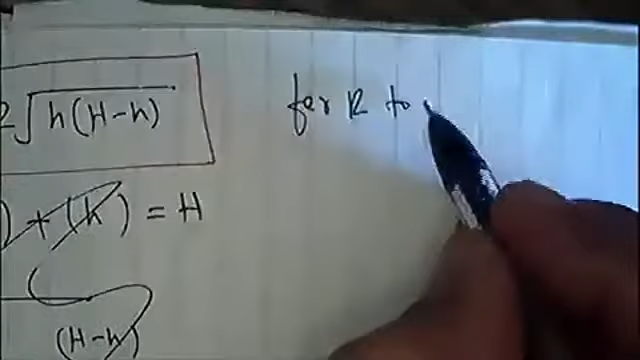 2√h(H-h)
for R to
) + (h) = H
(H-h)